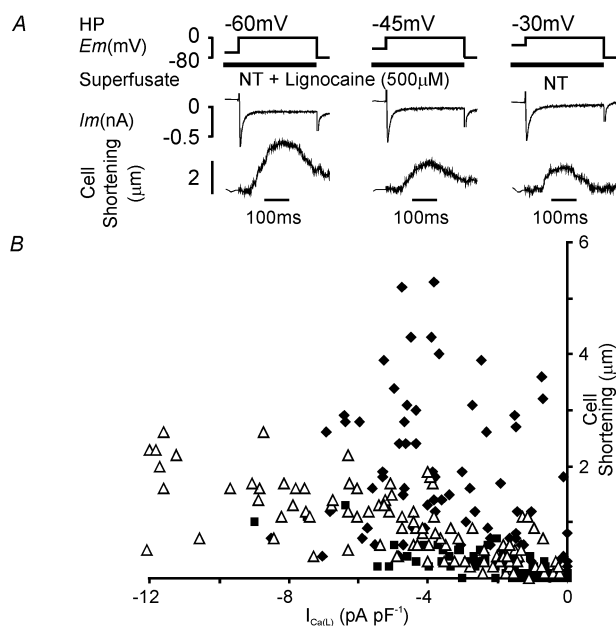 A
HP -60mV -45mV -30mV
Em(mV) 0
-80
Superfusate NT + Lignocaine (500μM) NT
Im(nA) 0
-0.5
Cell Shortening (μm) 2
100ms 100ms 100ms
B
6
4
2
Cell Shortening (μm)
-12 -8 -4 0
ICa(L) (pA pF-1)